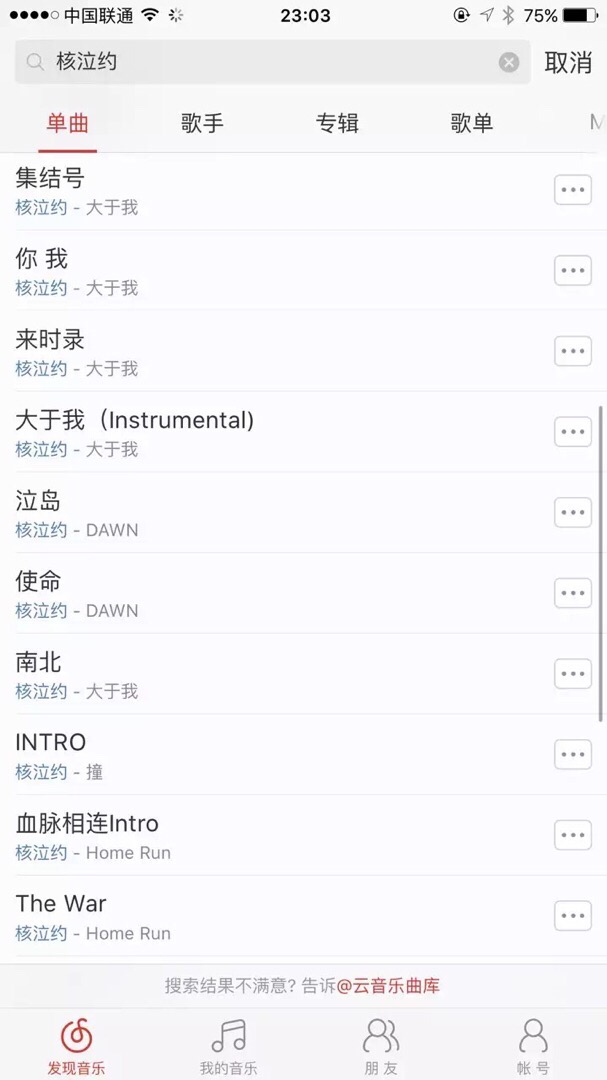 中国联通 23:03 75%
核泣约 取消
单曲 歌手 专辑 歌单 M
集结号
核泣约 - 大于我
你 我
核泣约 - 大于我
来时录
核泣约 - 大于我
大于我（Instrumental)
核泣约 - 大于我
泣岛
核泣约 - DAWN
使命
核泣约 - DAWN
南北
核泣约 - 大于我
INTRO
核泣约 - 撞
血脉相连Intro
核泣约 - Home Run
The War
核泣约 - Home Run
搜索结果不满意? 告诉@云音乐曲库
发现音乐 我的音乐 朋友 帐号